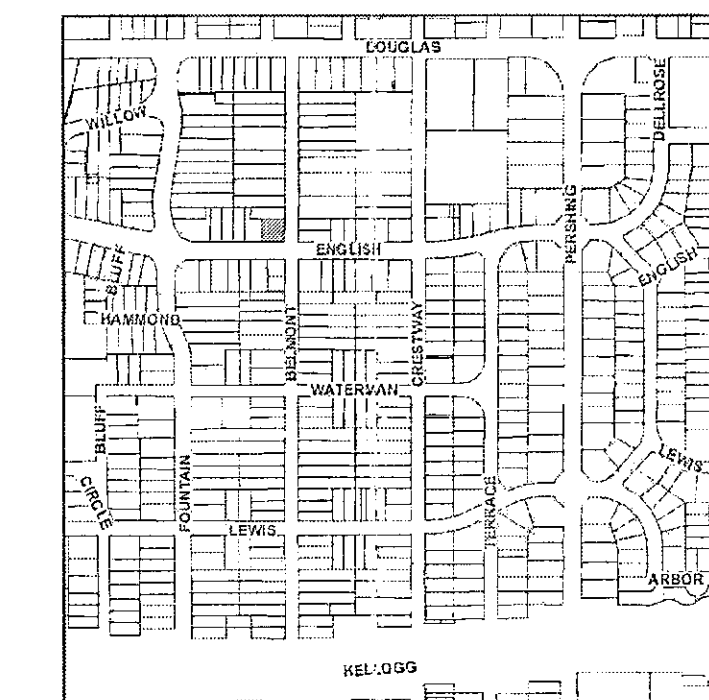 DOUGLAS
DELLROSE
WILLOW
PERSHING
ENGLISH
BLUFF
ENGLISH
HAMMOND
BELMONT
CRESTWAY
WATERMAN
BLUFF
FOUNTAIN
LEWIS
CIRCLE
TERRACE
LEWIS
ARBOR
KELLOGG